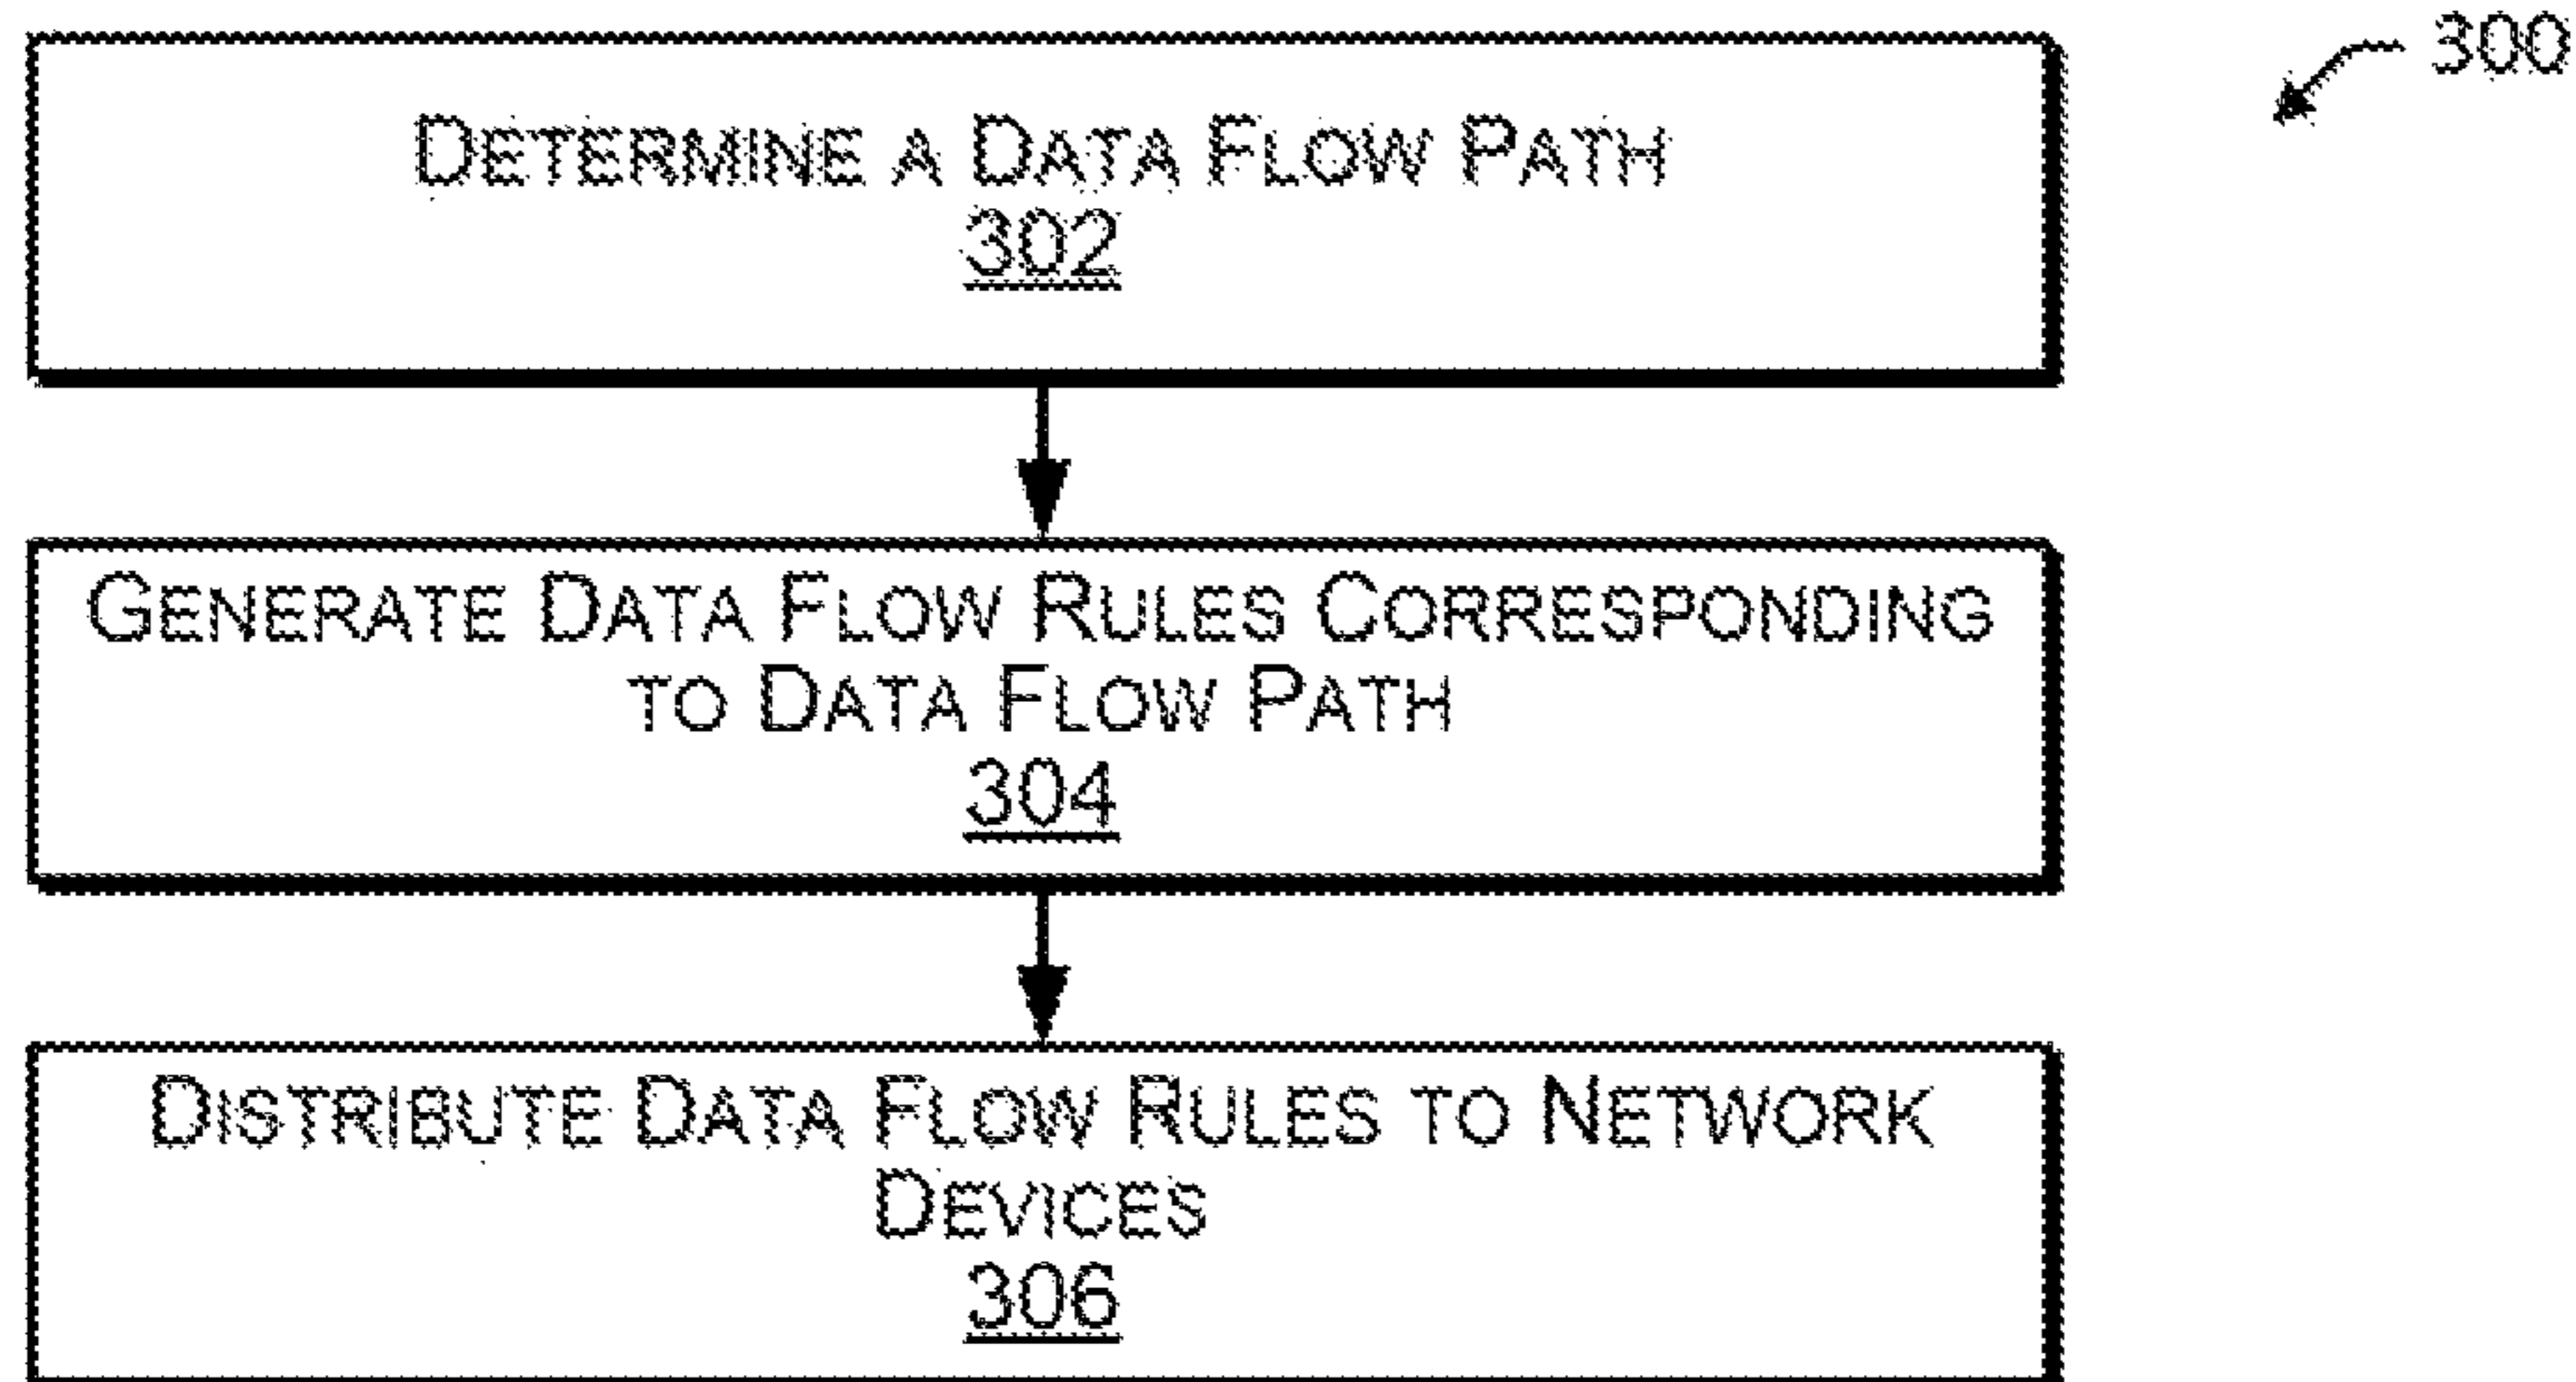 300
DETERMINE A DATA FLOW PATH
302
GENERATE DATA FLOW RULES CORRESPONDING
TO DATA FLOW PATH
304
DISTRIBUTE DATA FLOW RULES TO NETWORK
DEVICES
306